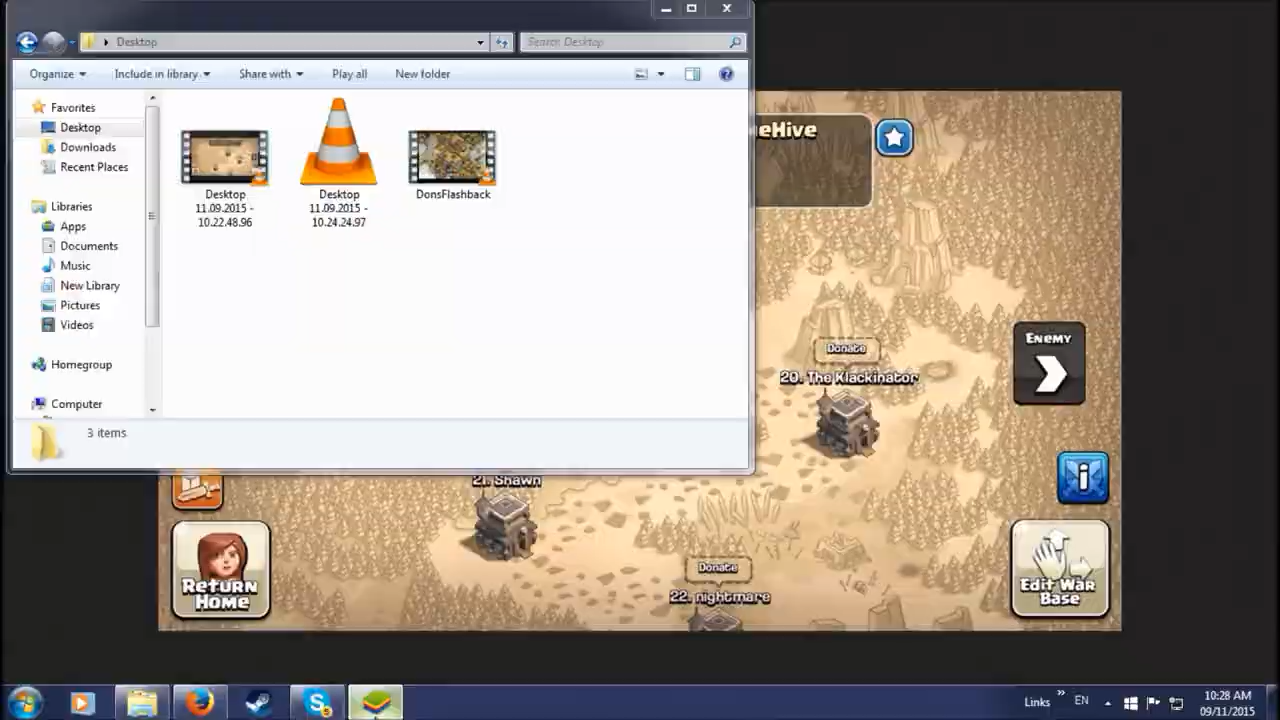 Desktop
Search Desktop
Organize
Include in library
Share with
Play all
New folder
Favorites
Desktop
Downloads
Recent Places
Libraries
Apps
Documents
Music
New Library
Pictures
Videos
Homegroup
Computer
Desktop
11.09.2015 -
10.22.48.96
Desktop
11.09.2015 -
10.24.24.97
DonsFlashback
3 items
eHive
Donate
20. The Klackinator
Enemy
21. Shawn
Donate
22. nightmare
Return
Home
i
Edit War
Base
Links
EN
10:28 AM
09/11/2015